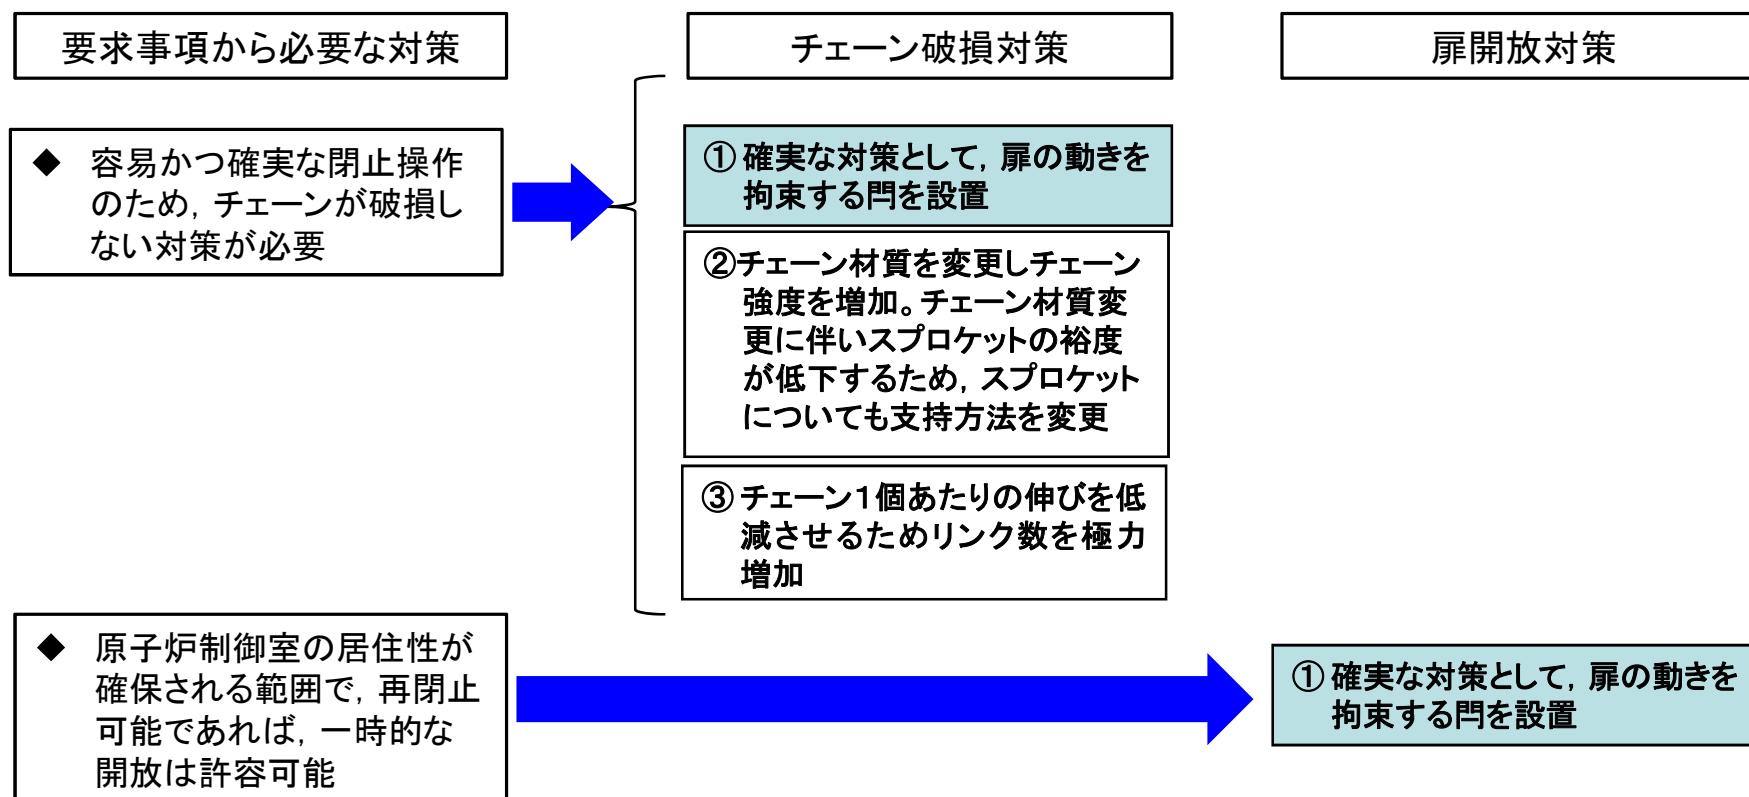 要求事項から必要な対策
チェーン破損対策
扉開放対策
◆ 容易かつ確実な閉止操作
のため，チェーンが破損し
ない対策が必要
① 確実な対策として，扉の動きを
拘束する閂を設置
②チェーン材質を変更しチェーン
強度を増加。チェーン材質変
更に伴いスプロケットの裕度
が低下するため，スプロケット
についても支持方法を変更
③ チェーン１個あたりの伸びを低
減させるためリンク数を極力
増加
◆ 原子炉制御室の居住性が
確保される範囲で，再閉止
可能であれば，一時的な
開放は許容可能
① 確実な対策として，扉の動きを
拘束する閂を設置